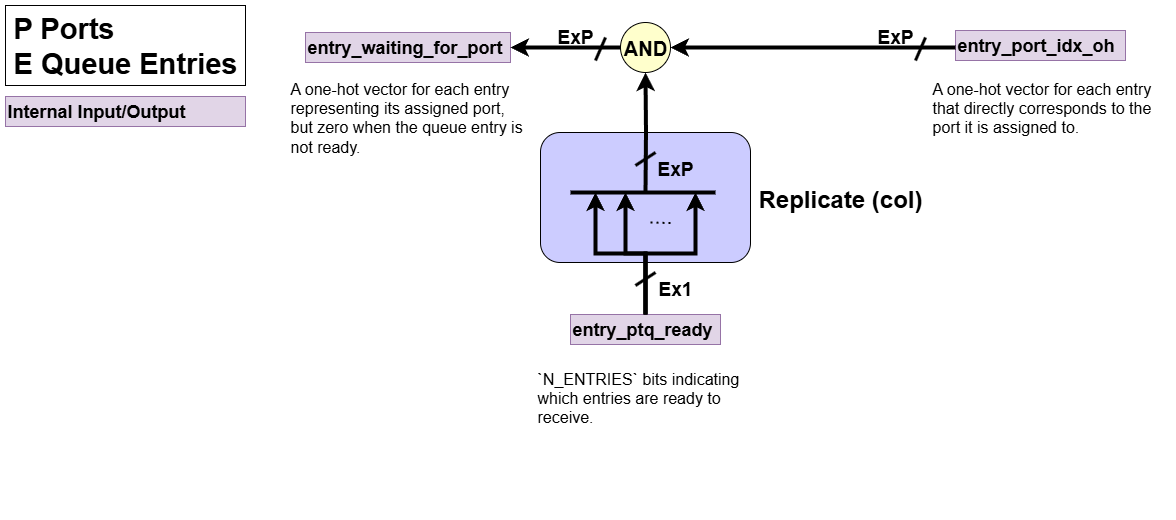 P Ports
E Queue Entries
Internal Input/Output
entry_waiting_for_port
ExP
AND
ExP
entry_port_idx_oh
A one-hot vector for each entry
representing its assigned port,
but zero when the queue entry is
not ready.
A one-hot vector for each entry
that directly corresponds to the
port it is assigned to.
ExP
Replicate (col)
....
Ex1
entry_ptq_ready
`N_ENTRIES` bits indicating
which entries are ready to
receive.